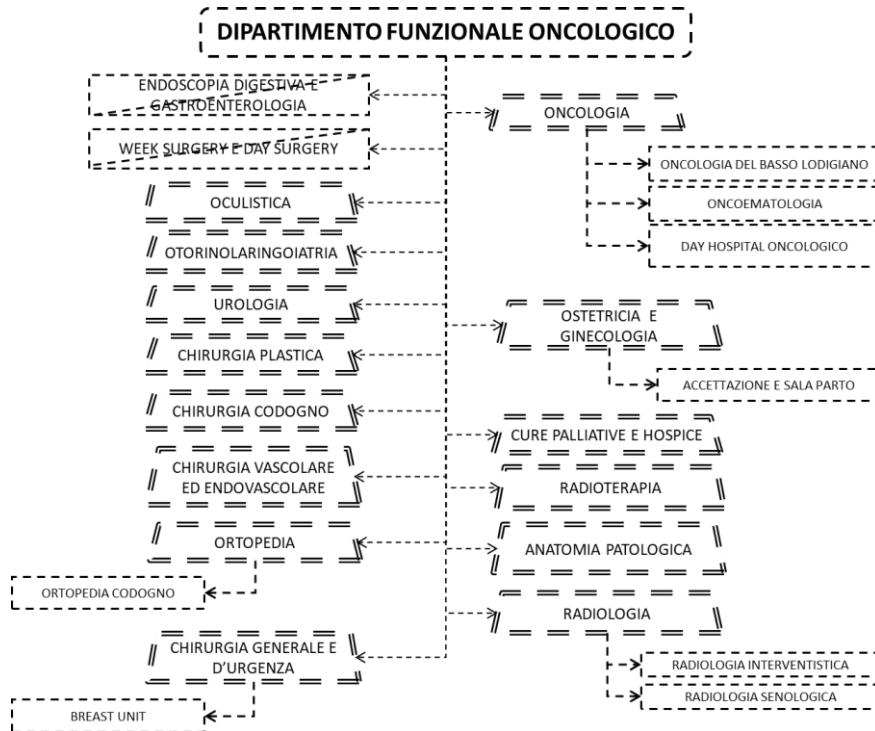 DIPARTIMENTO FUNZIONALE ONCOLOGICO
ENDOSCOPIA DIGESTIVA E
GASTROENTEROLOGIA
WEEK SURGERY E DAY SURGERY
OCULISTICA
OTORINOLARINGOIATRIA
UROLOGIA
CHIRURGIA PLASTICA
CHIRURGIA CODOGNO
CHIRURGIA VASCOLARE
ED ENDOVASCOLARE
ORTOPEDIA
ORTOPEDIA CODOGNO
CHIRURGIA GENERALE E
D'URGENZA
BREAST UNIT
ONCOLOGIA
ONCOLOGIA DEL BASSO LODIGIANO
ONCOEMATOLOGIA
DAY HOSPITAL ONCOLOGICO
OSTETRICIA E
GINECOLOGIA
ACCETTAZIONE E SALA PARTO
CURE PALLIATIVE E HOSPICE
RADIOTERAPIA
ANATOMIA PATOLOGICA
RADIOLOGIA
RADIOLOGIA INTERVENTISTICA
RADIOLOGIA SENOLOGICA